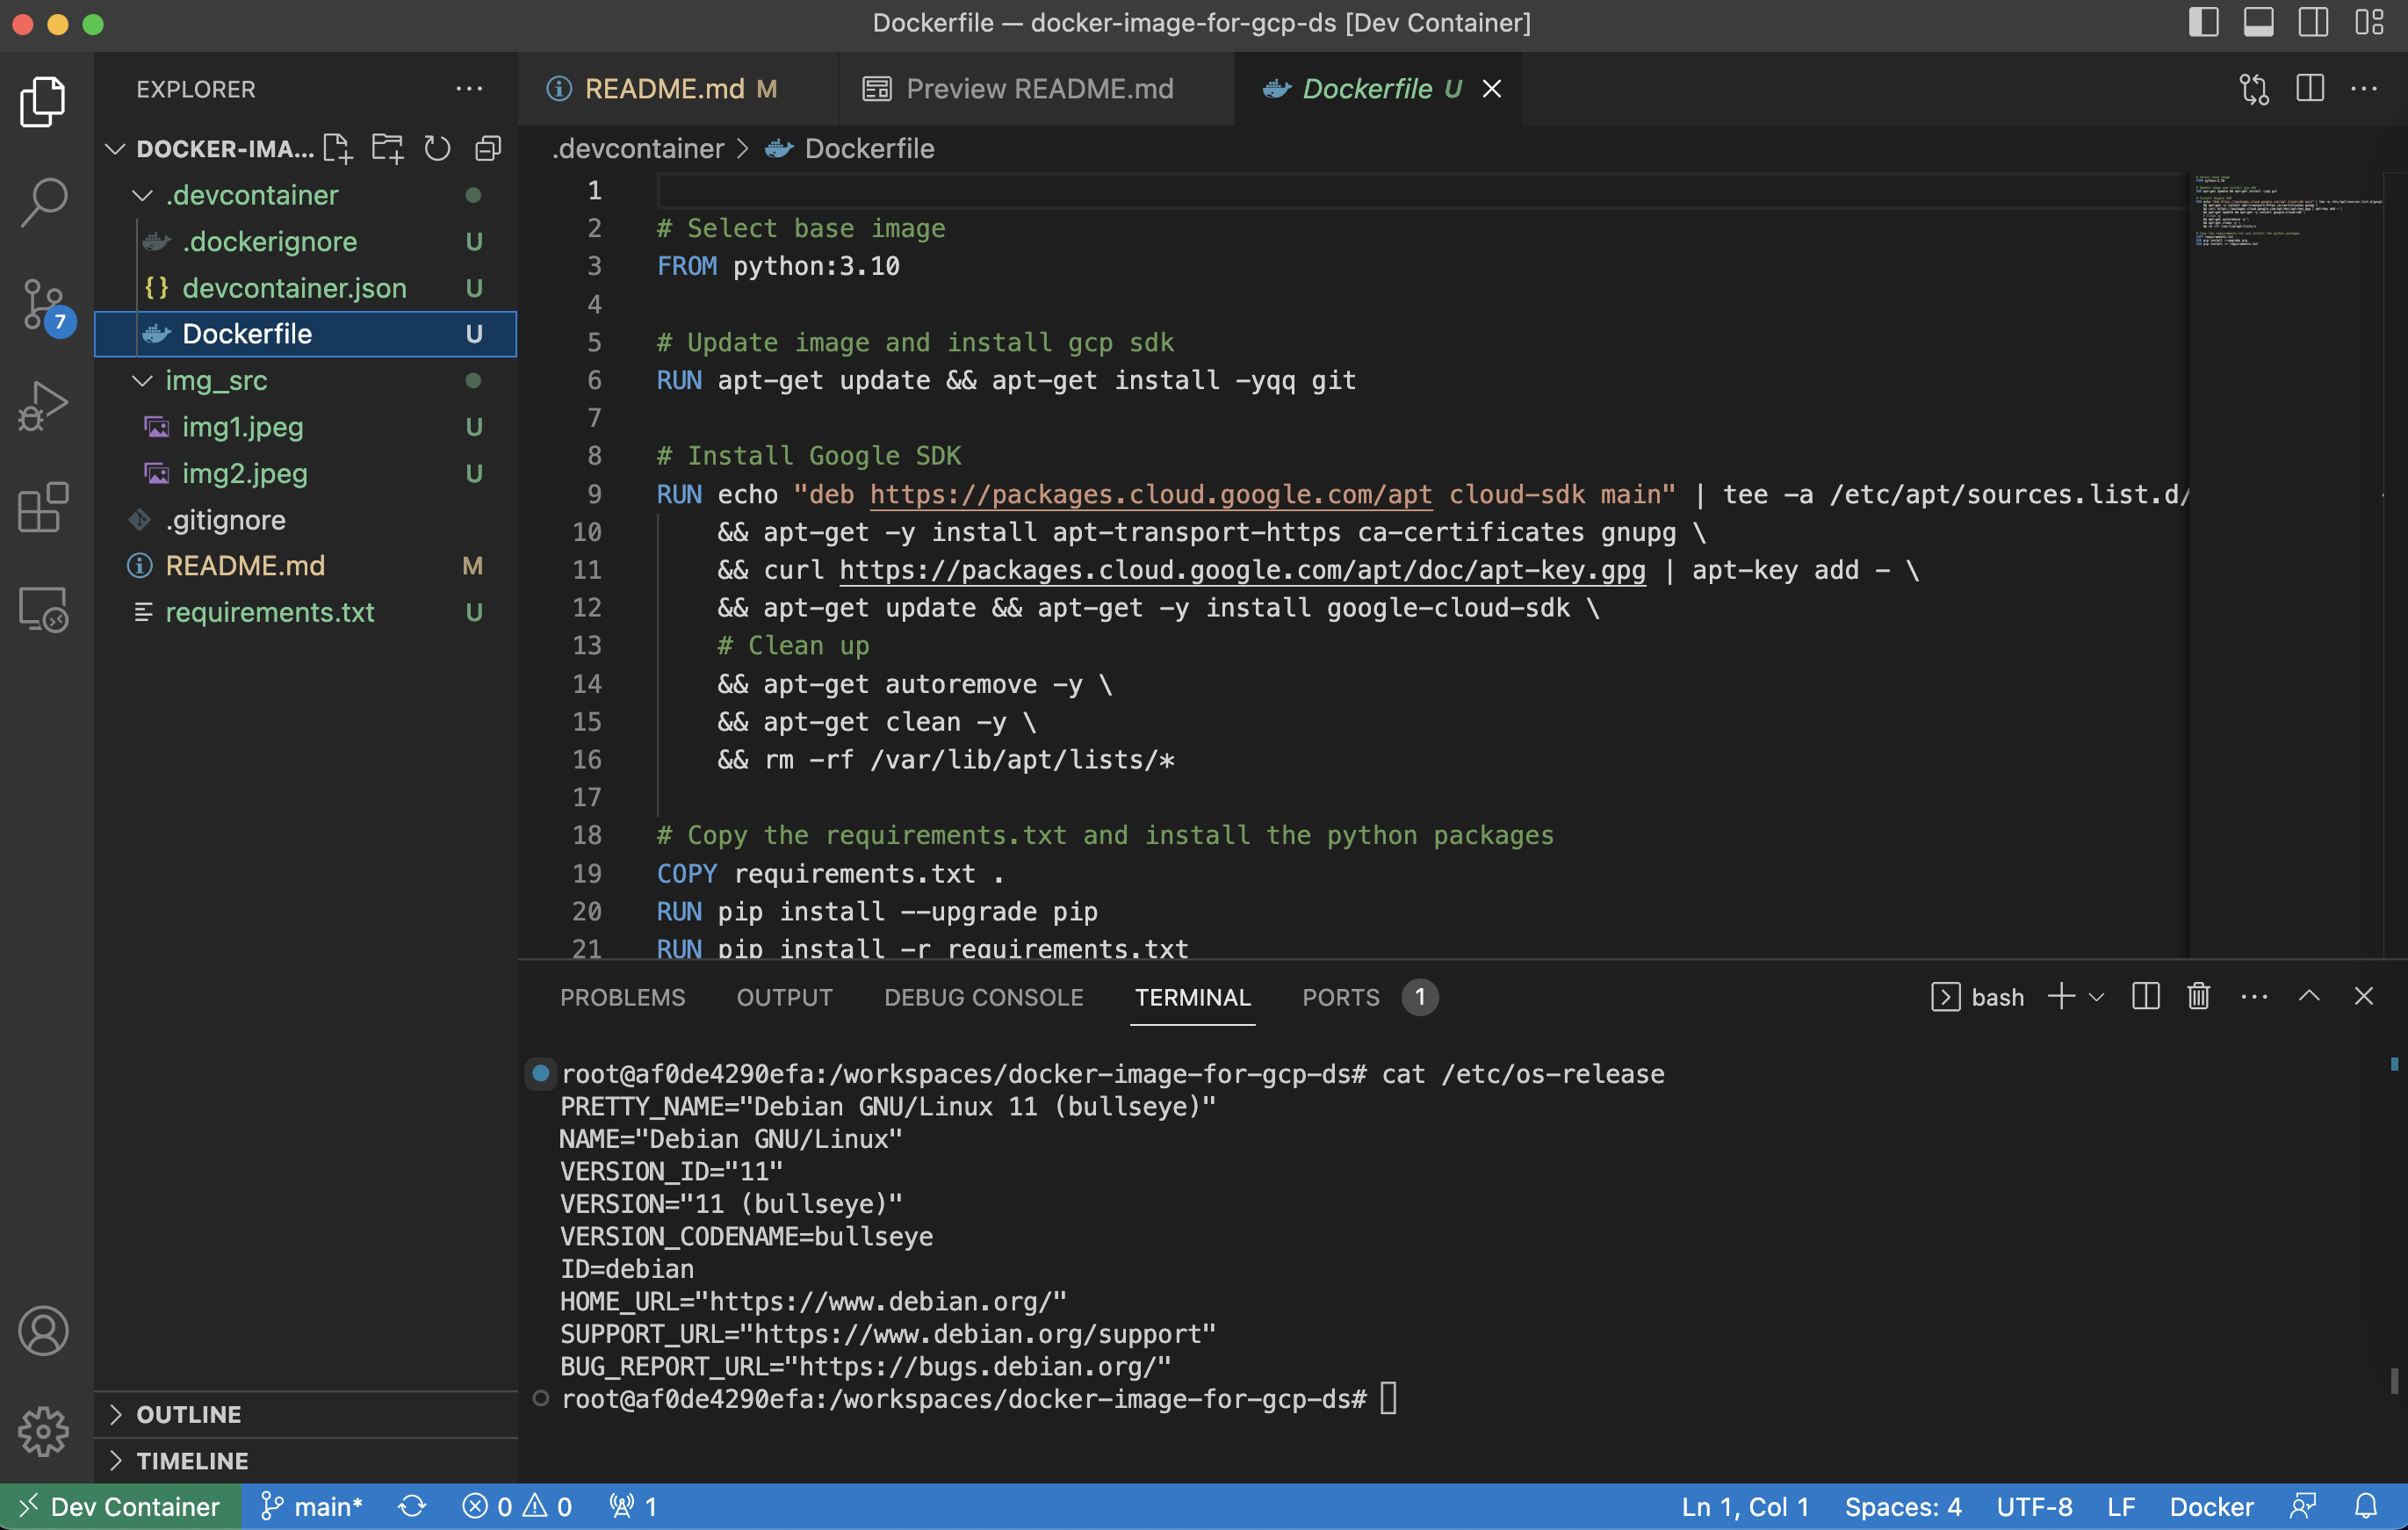 Dockerfile — docker-image-for-gcp-ds [Dev Container]
EXPLORER
README.md M
Preview README.md
Dockerfile U
DOCKER-IMA...
.devcontainer > Dockerfile
.devcontainer
.dockerignore U
devcontainer.json U
Dockerfile U
img_src
img1.jpeg U
img2.jpeg U
.gitignore
README.md M
requirements.txt U
7
OUTLINE
TIMELINE
1
2 # Select base image
3 FROM python:3.10
4
5 # Update image and install gcp sdk
6 RUN apt-get update && apt-get install -yqq git
7
8 # Install Google SDK
9 RUN echo "deb https://packages.cloud.google.com/apt cloud-sdk main" | tee -a /etc/apt/sources.list.d/
10 && apt-get -y install apt-transport-https ca-certificates gnupg \
11 && curl https://packages.cloud.google.com/apt/doc/apt-key.gpg | apt-key add - \
12 && apt-get update && apt-get -y install google-cloud-sdk \
13 # Clean up
14 && apt-get autoremove -y \
15 && apt-get clean -y \
16 && rm -rf /var/lib/apt/lists/*
17
18 # Copy the requirements.txt and install the python packages
19 COPY requirements.txt .
20 RUN pip install --upgrade pip
21 RUN pip install -r requirements.txt
PROBLEMS OUTPUT DEBUG CONSOLE TERMINAL PORTS 1
bash
root@af0de4290efa:/workspaces/docker-image-for-gcp-ds# cat /etc/os-release
PRETTY_NAME="Debian GNU/Linux 11 (bullseye)"
NAME="Debian GNU/Linux"
VERSION_ID="11"
VERSION="11 (bullseye)"
VERSION_CODENAME=bullseye
ID=debian
HOME_URL="https://www.debian.org/"
SUPPORT_URL="https://www.debian.org/support"
BUG_REPORT_URL="https://bugs.debian.org/"
root@af0de4290efa:/workspaces/docker-image-for-gcp-ds#
Dev Container main* 0 0 1 Ln 1, Col 1 Spaces: 4 UTF-8 LF Docker